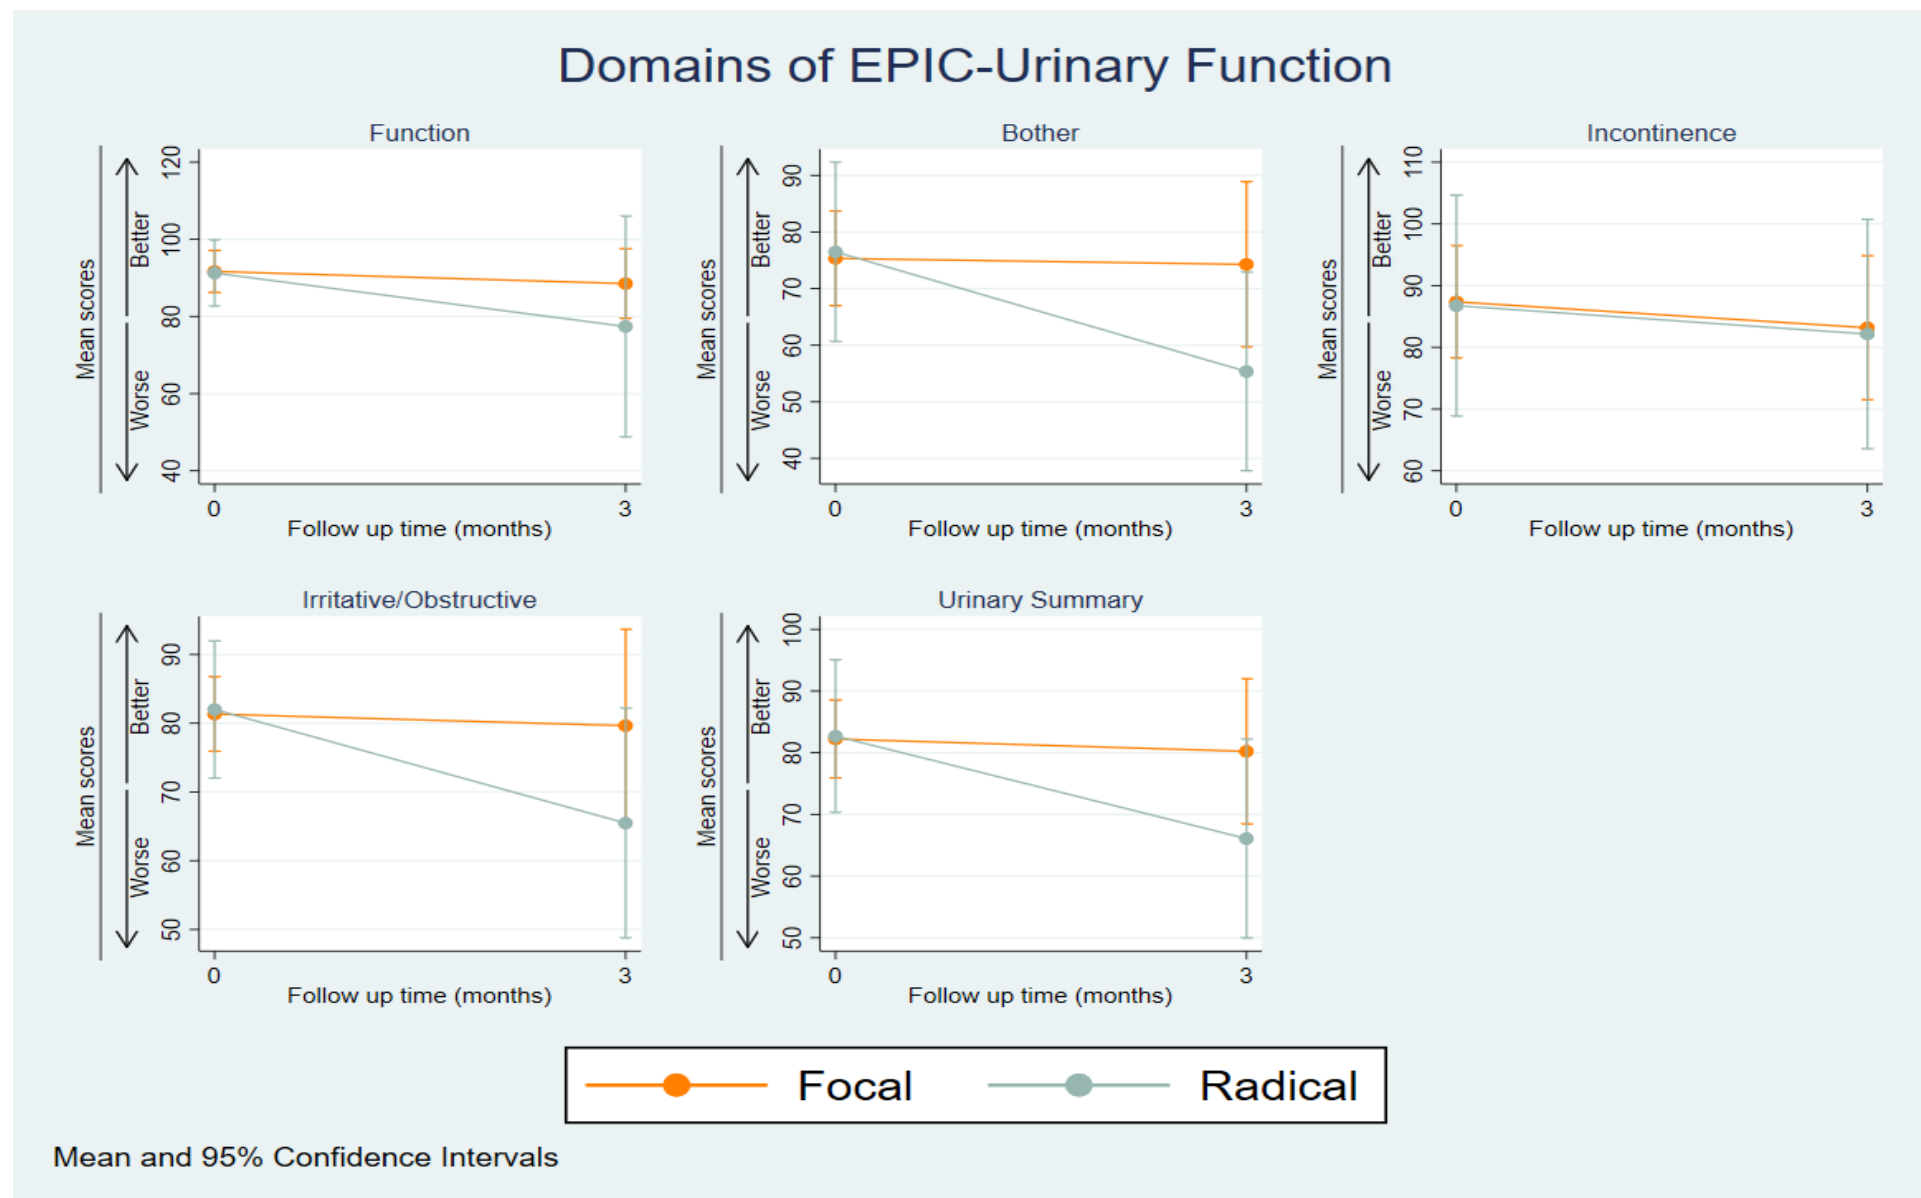 Domains of EPIC-Urinary Function
Function
Mean scores
Worse
Better
40
60
80
100
120
0
3
Follow up time (months)
Bother
Mean scores
Worse
Better
40
50
60
70
80
90
0
3
Follow up time (months)
Incontinence
Mean scores
Worse
Better
60
70
80
90
100
110
0
3
Follow up time (months)
Irritative/Obstructive
Mean scores
Worse
Better
50
60
70
80
90
0
3
Follow up time (months)
Urinary Summary
Mean scores
Worse
Better
50
60
70
80
90
100
0
3
Follow up time (months)
Focal
Radical
Mean and 95% Confidence Intervals